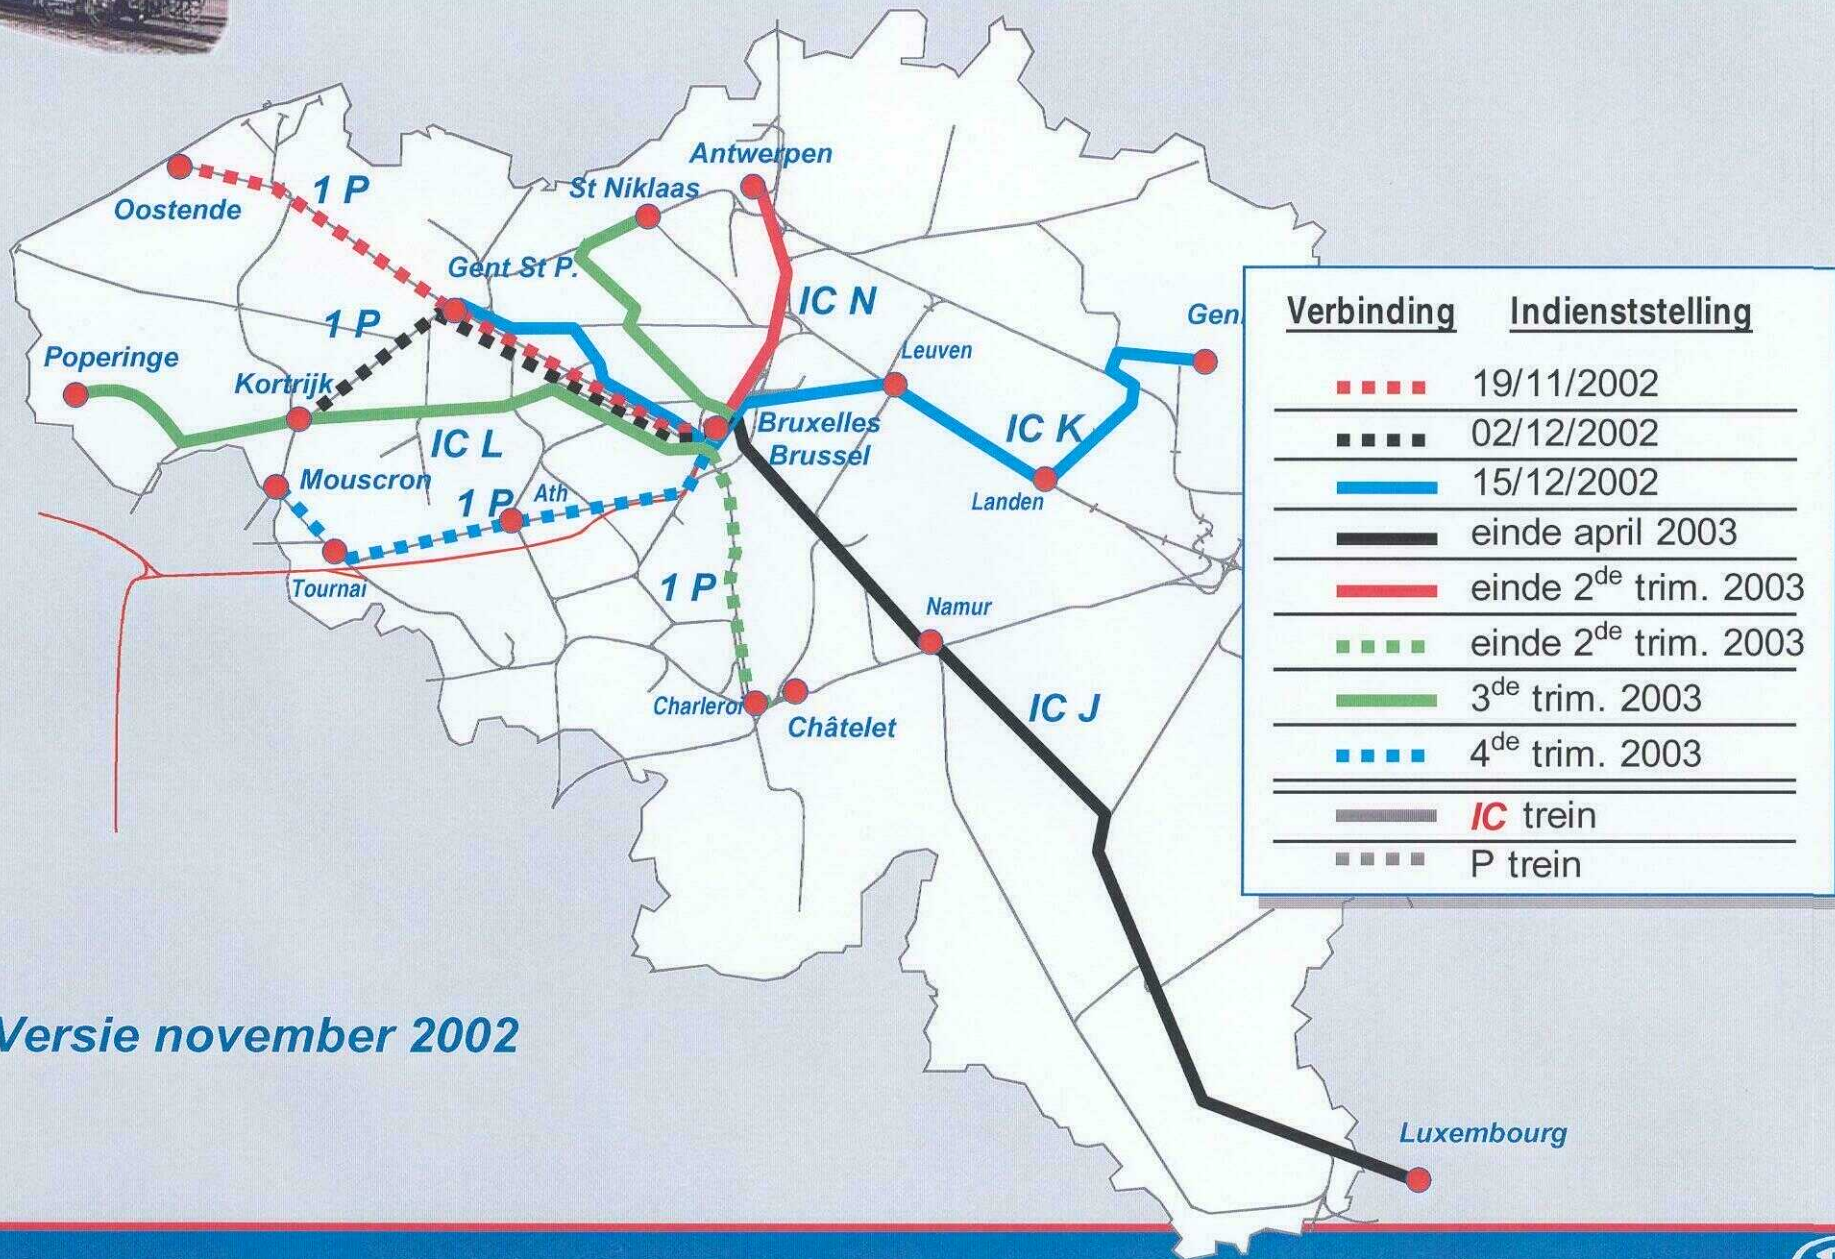 Antwerpen
St Niklaas
1 P
Oostende
Gent St P.
IC N
1 P
Poperinge
Kortrijk
Leuven
Bruxelles
Brussel
IC K
IC L
Mouscron
1 P
Ath
Landen
Tournai
1 P
Namur
Charleroi
Châtelet
IC J
Luxembourg
Versie november 2002
Verbinding Indienststelling
19/11/2002
02/12/2002
15/12/2002
einde april 2003
einde 2de trim. 2003
einde 2de trim. 2003
3de trim. 2003
4de trim. 2003
IC trein
P trein